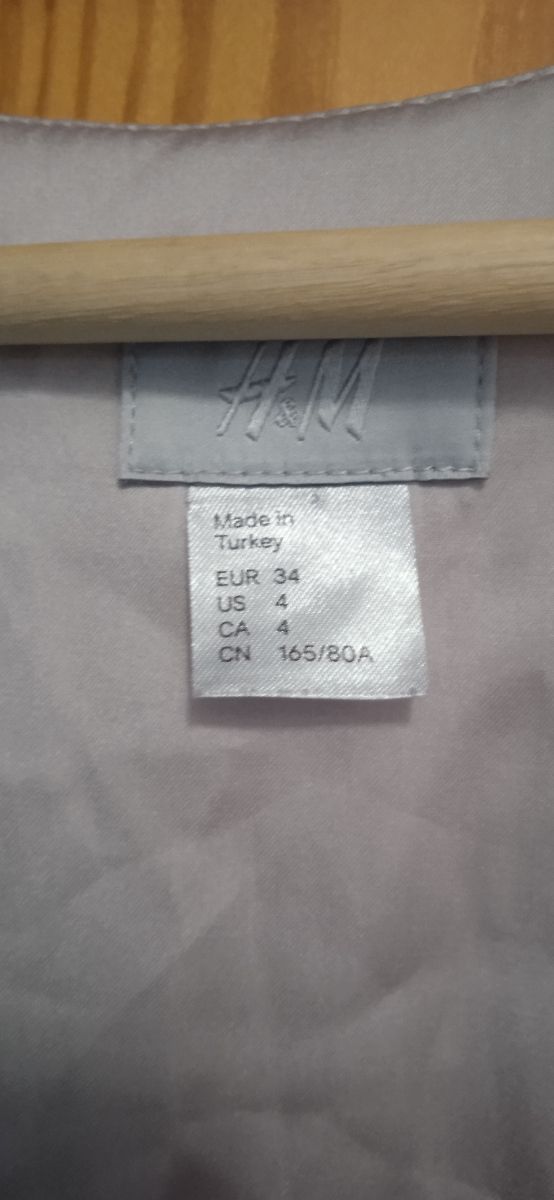 H&M
Made in
Turkey
EUR 34
US 4
CA 4
CN 165/80A